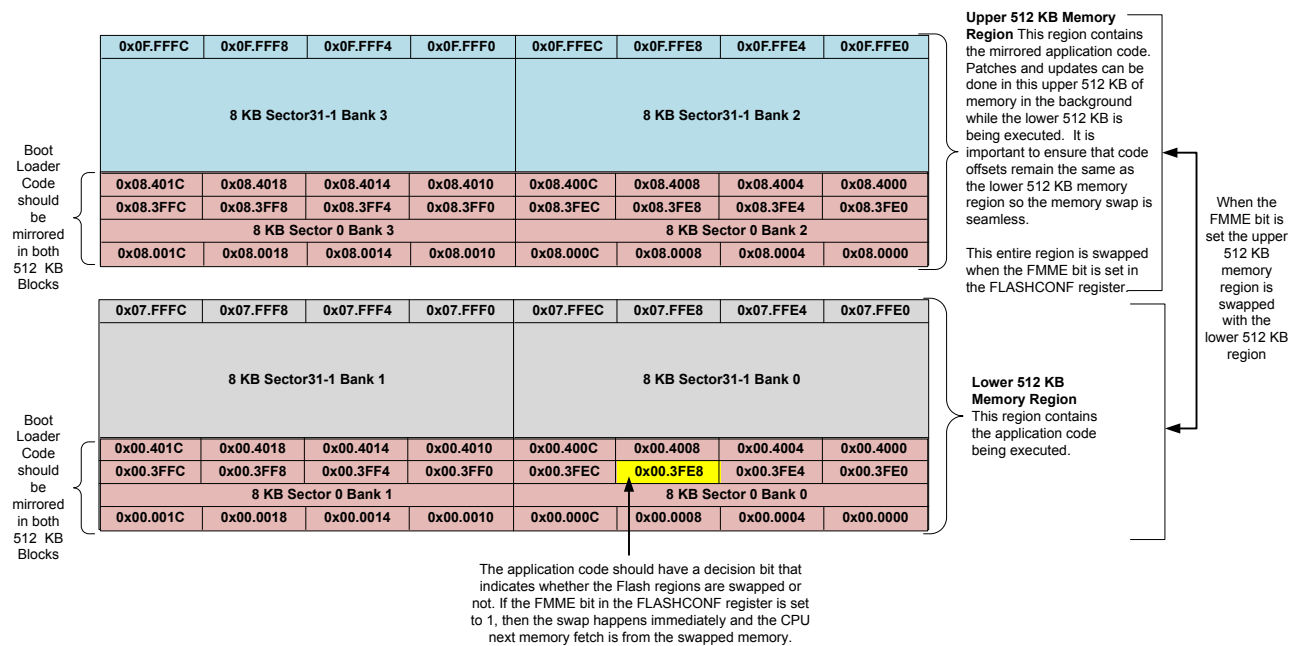 0x0F.FFFC 0x0F.FFF8 0x0F.FFF4 0x0F.FFF0 0x0F.FFEC 0x0F.FFE8 0x0F.FFE4 0x0F.FFE0
8 KB Sector31-1 Bank 3 8 KB Sector31-1 Bank 2
0x08.401C 0x08.4018 0x08.4014 0x08.4010 0x08.400C 0x08.4008 0x08.4004 0x08.4000
0x08.3FFC 0x08.3FF8 0x08.3FF4 0x08.3FF0 0x08.3FEC 0x08.3FE8 0x08.3FE4 0x08.3FE0
8 KB Sector 0 Bank 3 8 KB Sector 0 Bank 2
0x08.001C 0x08.0018 0x08.0014 0x08.0010 0x08.000C 0x08.0008 0x08.0004 0x08.0000
Boot
Loader
Code
should
be
mirrored
in both
512 KB
Blocks
Upper 512 KB Memory
Region This region contains
the mirrored application code.
Patches and updates can be
done in this upper 512 KB of
memory in the background
while the lower 512 KB is
being executed. It is
important to ensure that code
offsets remain the same as
the lower 512 KB memory
region so the memory swap is
seamless.
This entire region is swapped
when the FMME bit is set in
the FLASHCONF register.
When the
FMME bit is
set the upper
512 KB
memory
region is
swapped
with the
lower 512 KB
region
0x07.FFFC 0x07.FFF8 0x07.FFF4 0x07.FFF0 0x07.FFEC 0x07.FFE8 0x07.FFE4 0x07.FFE0
8 KB Sector31-1 Bank 1 8 KB Sector31-1 Bank 0
0x00.401C 0x00.4018 0x00.4014 0x00.4010 0x00.400C 0x00.4008 0x00.4004 0x00.4000
0x00.3FFC 0x00.3FF8 0x00.3FF4 0x00.3FF0 0x00.3FEC 0x00.3FE8 0x00.3FE4 0x00.3FE0
8 KB Sector 0 Bank 1 8 KB Sector 0 Bank 0
0x00.001C 0x00.0018 0x00.0014 0x00.0010 0x00.000C 0x00.0008 0x00.0004 0x00.0000
Boot
Loader
Code
should
be
mirrored
in both
512 KB
Blocks
Lower 512 KB
Memory Region
This region contains
the application code
being executed.
The application code should have a decision bit that
indicates whether the Flash regions are swapped or
not. If the FMME bit in the FLASHCONF register is set
to 1, then the swap happens immediately and the CPU
next memory fetch is from the swapped memory.